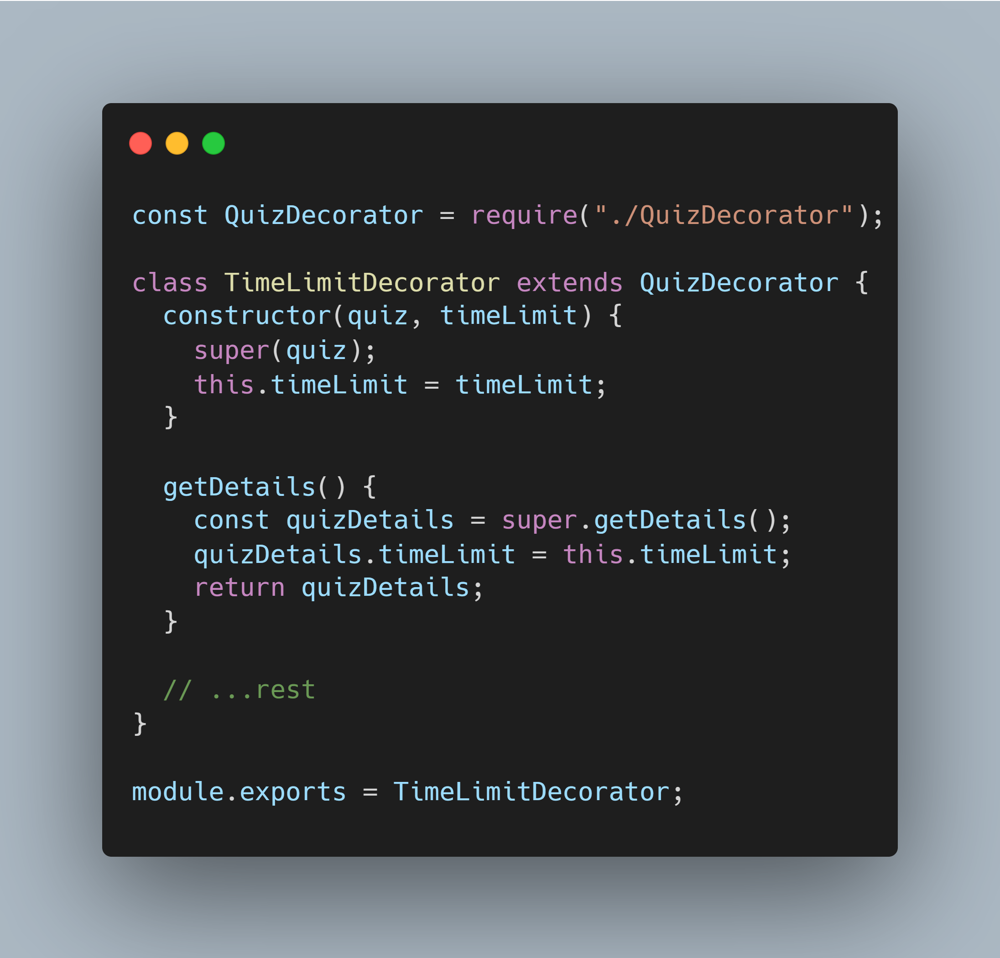 const QuizDecorator = require("./QuizDecorator");
class TimeLimitDecorator extends QuizDecorator {
  constructor(quiz, timeLimit) {
    super(quiz);
    this.timeLimit = timeLimit;
  }
  getDetails() {
    const quizDetails = super.getDetails();
    quizDetails.timeLimit = this.timeLimit;
    return quizDetails;
  }
  // ...rest
}
module.exports = TimeLimitDecorator;